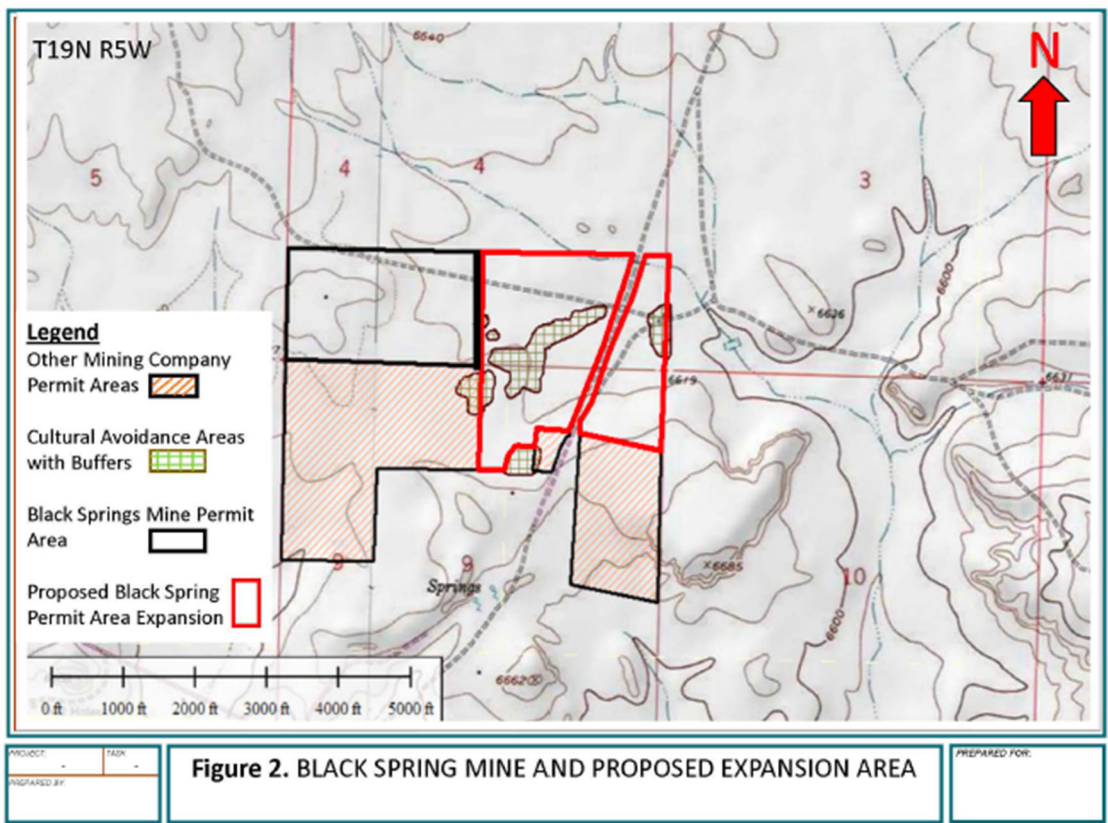 T19N R5W
6640
N
5
4
4
3
6600
×6626
6619
6631
Legend
Other Mining Company
Permit Areas
Cultural Avoidance Areas
with Buffers
Black Springs Mine Permit
Area
Proposed Black Spring
Permit Area Expansion
9
9
10
Springs
×6685
6600
6662
0 ft
1000 ft
2000 ft
3000 ft
4000 ft
5000 ft
PROJECT:
-
TASK
-
PREPARED BY:
Figure 2. BLACK SPRING MINE AND PROPOSED EXPANSION AREA
PREPARED FOR: